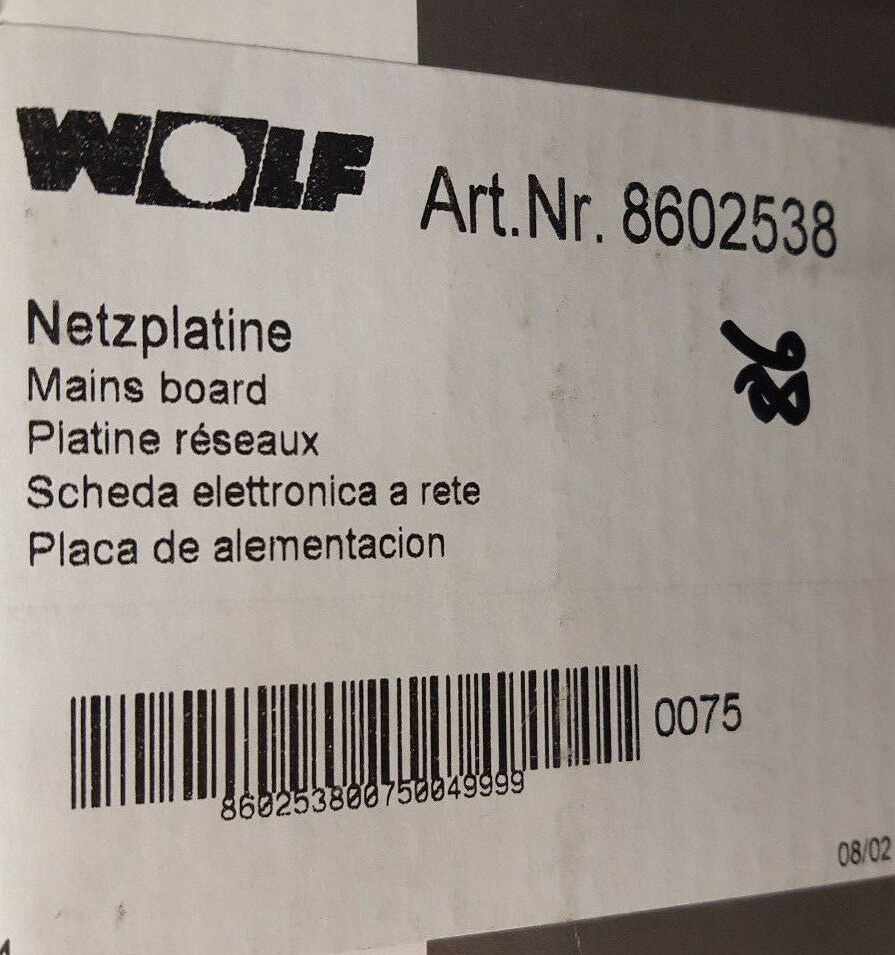 WOLF
Art.Nr. 8602538
98
Netzplatine
Mains board
Platine réseaux
Scheda elettronica a rete
Placa de alementacion
0075
860253800750049999
08/02